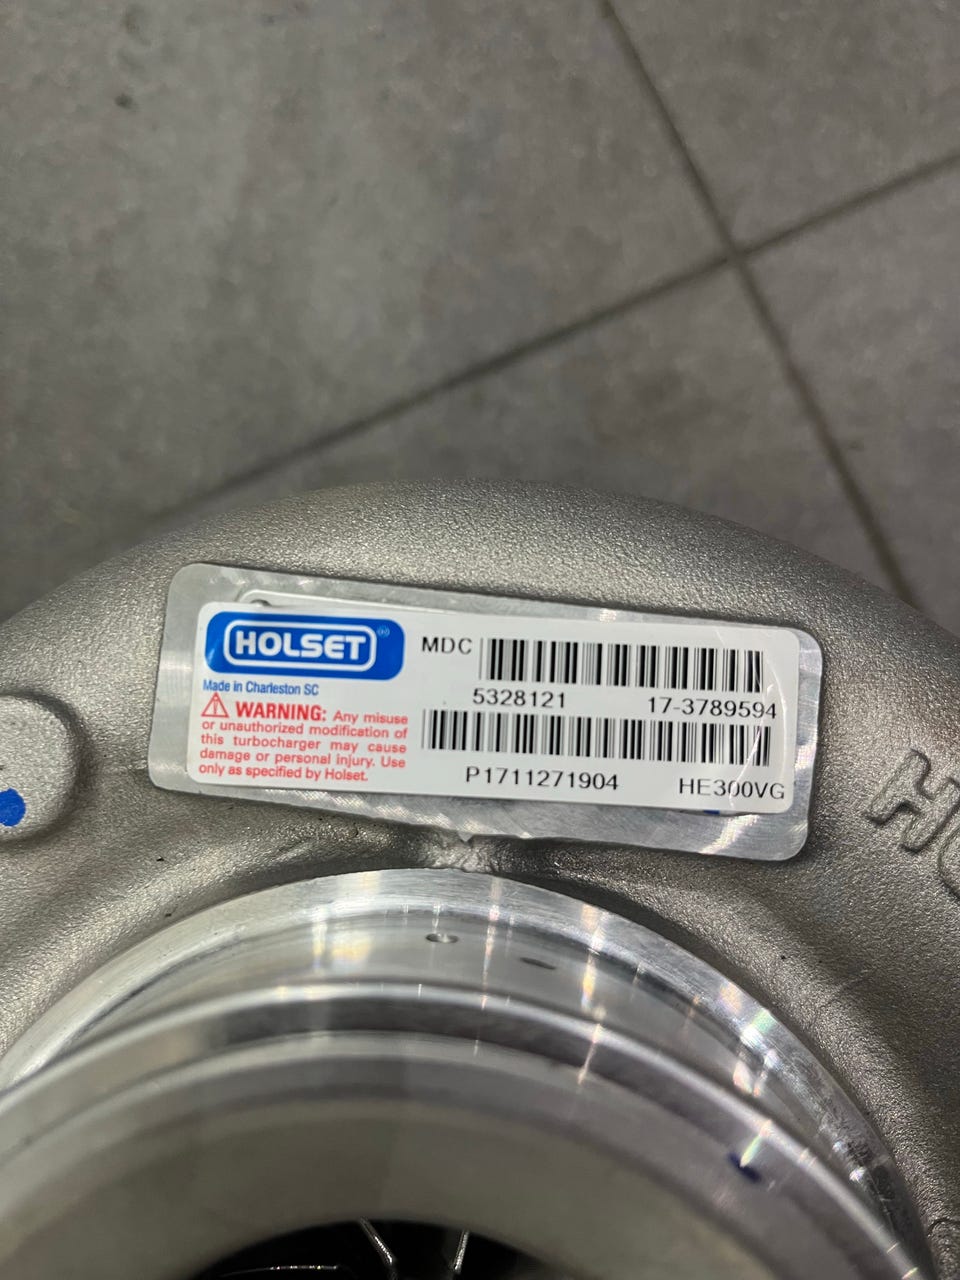 HOLSET®
MDC
Made in Charleston SC
5328121 17-3789594
WARNING: Any misuse
or unauthorized modification of
this turbocharger may cause
damage or personal injury. Use
only as specified by Holset.
P1711271904 HE300VG